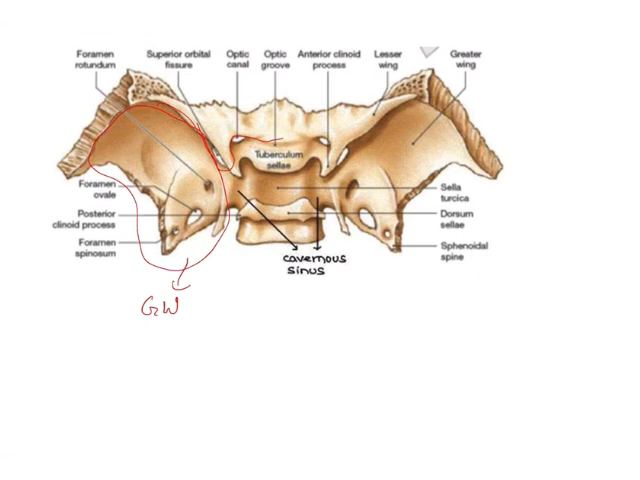 Foramen
rotundum
Superior orbital
fissure
Optic
canal
Optic
groove
Anterior clinoid
process
Lesser
wing
Greater
wing
Tuberculum
sellae
Foramen
ovale
Posterior
clinoid process
Foramen
spinosum
Sella
turcica
Dorsum
sellae
Sphenoidal
spine
cavernous
sinus
GW